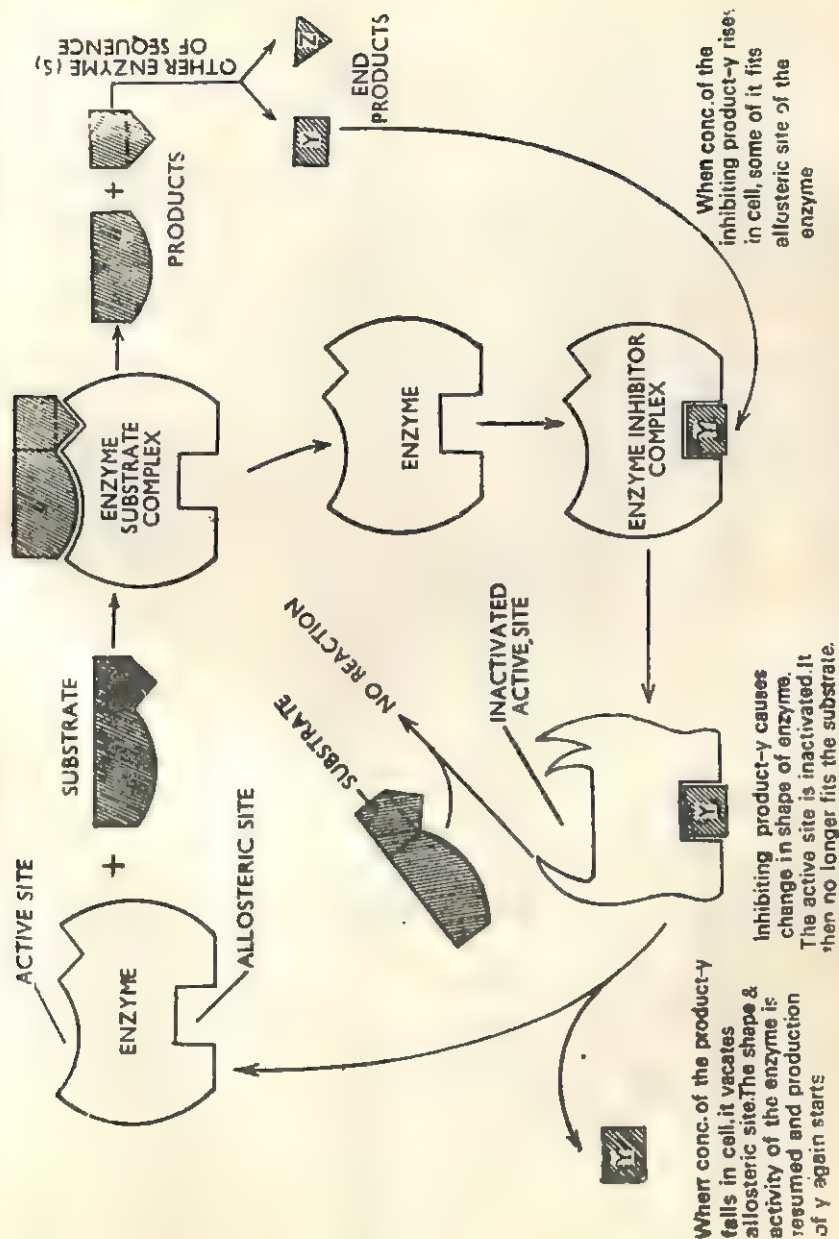 ACTIVE SITE
ENZYME
ALLOSTERIC SITE
+
SUBSTRATE
ENZYME
SUBSTRATE
COMPLEX
+
PRODUCTS
OTHER ENZYME (S)
OF SEQUENCE
Y
Z
END
PRODUCTS
ENZYME
ENZYME INHIBITOR
COMPLEX
Y
When conc. of the
inhibiting product-y rises
in cell, some of it fits
allosteric site of the
enzyme
SUBSTRATE
NO REACTION
INACTIVATED
ACTIVE SITE
Y
Inhibiting product-y causes
change in shape of enzyme.
The active site is inactivated. It
then no longer fits the substrate.
Y
When conc. of the product-y
falls in cell, it vacates
allosteric site. The shape &
activity of the enzyme is
resumed and production
of y again starts